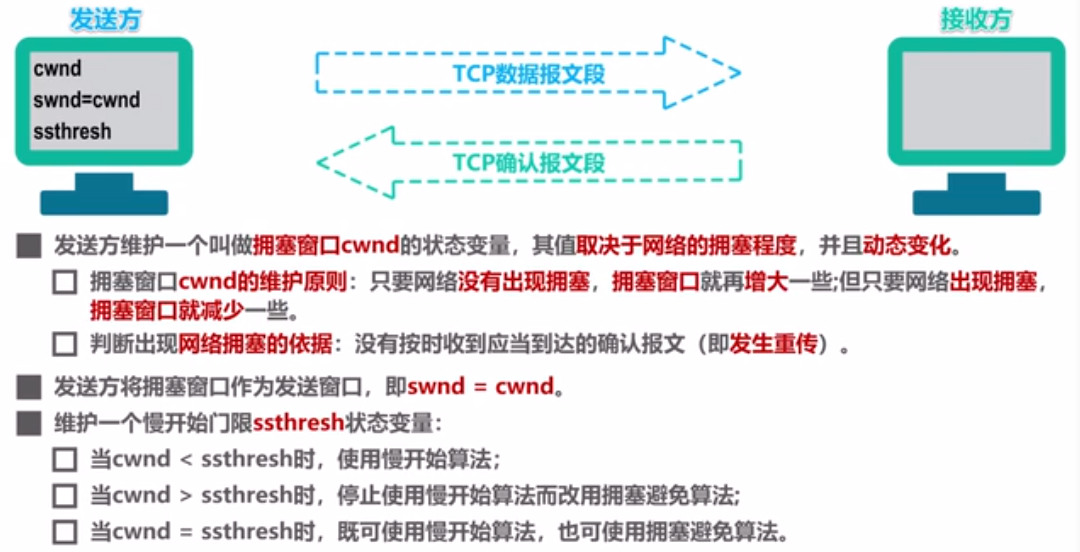 发送方
接收方
cwnd
swnd=cwnd
ssthresh
TCP数据报文段
TCP确认报文段
发送方维护一个叫做拥塞窗口cwnd的状态变量，其值取决于网络的拥塞程度，并且动态变化。
拥塞窗口cwnd的维护原则：只要网络没有出现拥塞，拥塞窗口就再增大一些;但只要网络出现拥塞，
拥塞窗口就减少一些。
判断出现网络拥塞的依据：没有按时收到应当到达的确认报文（即发生重传）。
发送方将拥塞窗口作为发送窗口，即swnd = cwnd。
维护一个慢开始门限ssthresh状态变量：
当cwnd < ssthresh时，使用慢开始算法；
当cwnd > ssthresh时，停止使用慢开始算法而改用拥塞避免算法;
当cwnd = ssthresh时，既可使用慢开始算法，也可使用拥塞避免算法。